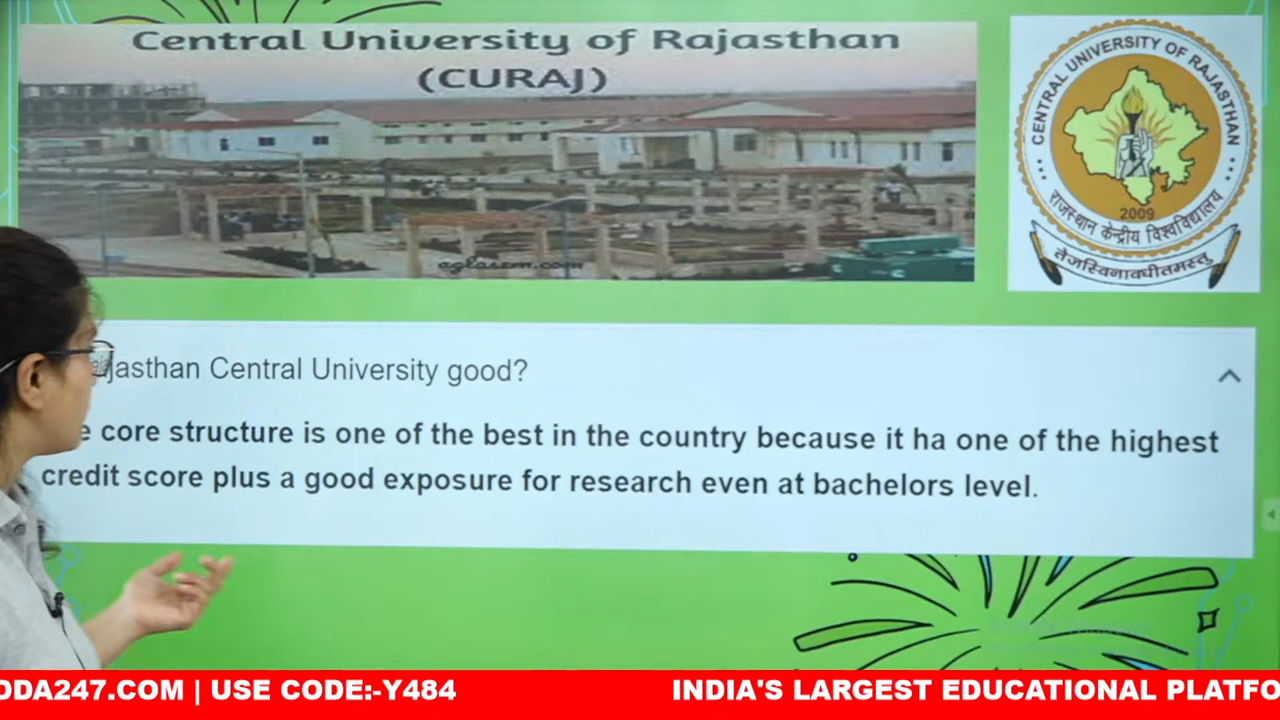 Central University of Rajasthan
(CURAJ)
aglasem.com
CENTRAL UNIVERSITY OF RAJASTHAN
2009
राजस्थान केन्द्रीय विश्वविद्यालय
तेजस्विनावधीतमस्तु
jasthan Central University good?
e core structure is one of the best in the country because it ha one of the highest
credit score plus a good exposure for research even at bachelors level.
DDA247.COM | USE CODE:-Y484
INDIA'S LARGEST EDUCATIONAL PLATFO